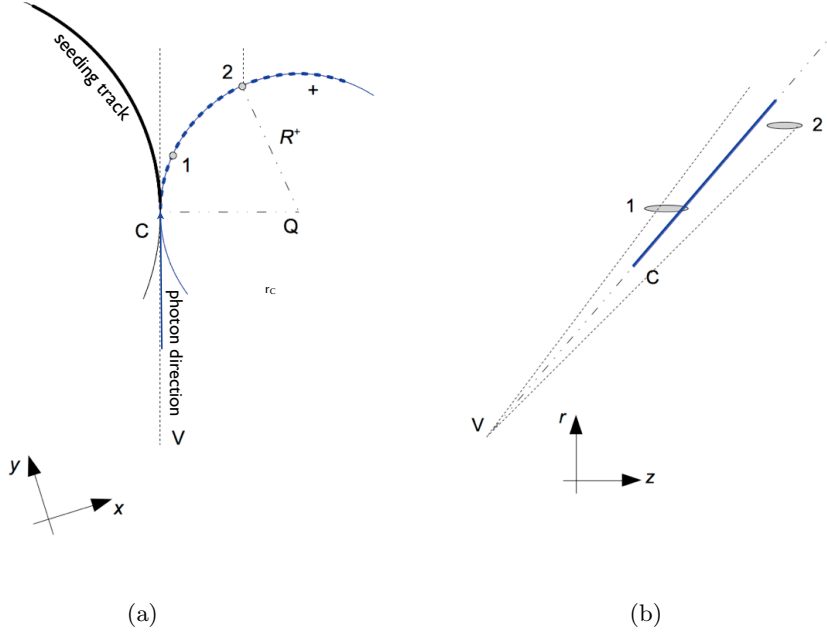 seeding track
2
+
R+
1
C
Q
photon direction
rC
V
y
x
(a)
2
1
C
V
r
z
(b)